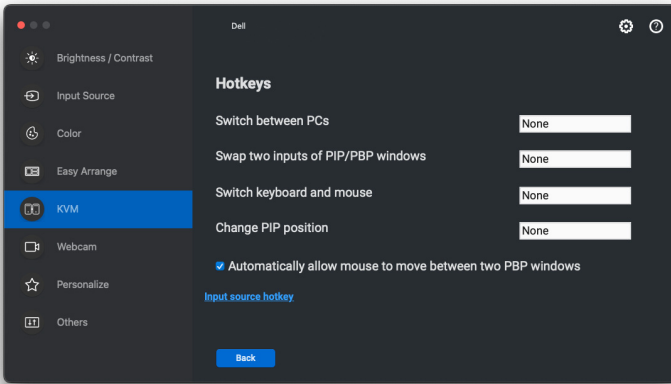 Dell
Brightness / Contrast
Input Source
Color
Easy Arrange
KVM
Webcam
Personalize
Others
Hotkeys
Switch between PCs
None
Swap two inputs of PIP/PBP windows
None
Switch keyboard and mouse
None
Change PIP position
None
Automatically allow mouse to move between two PBP windows
Input source hotkey
Back